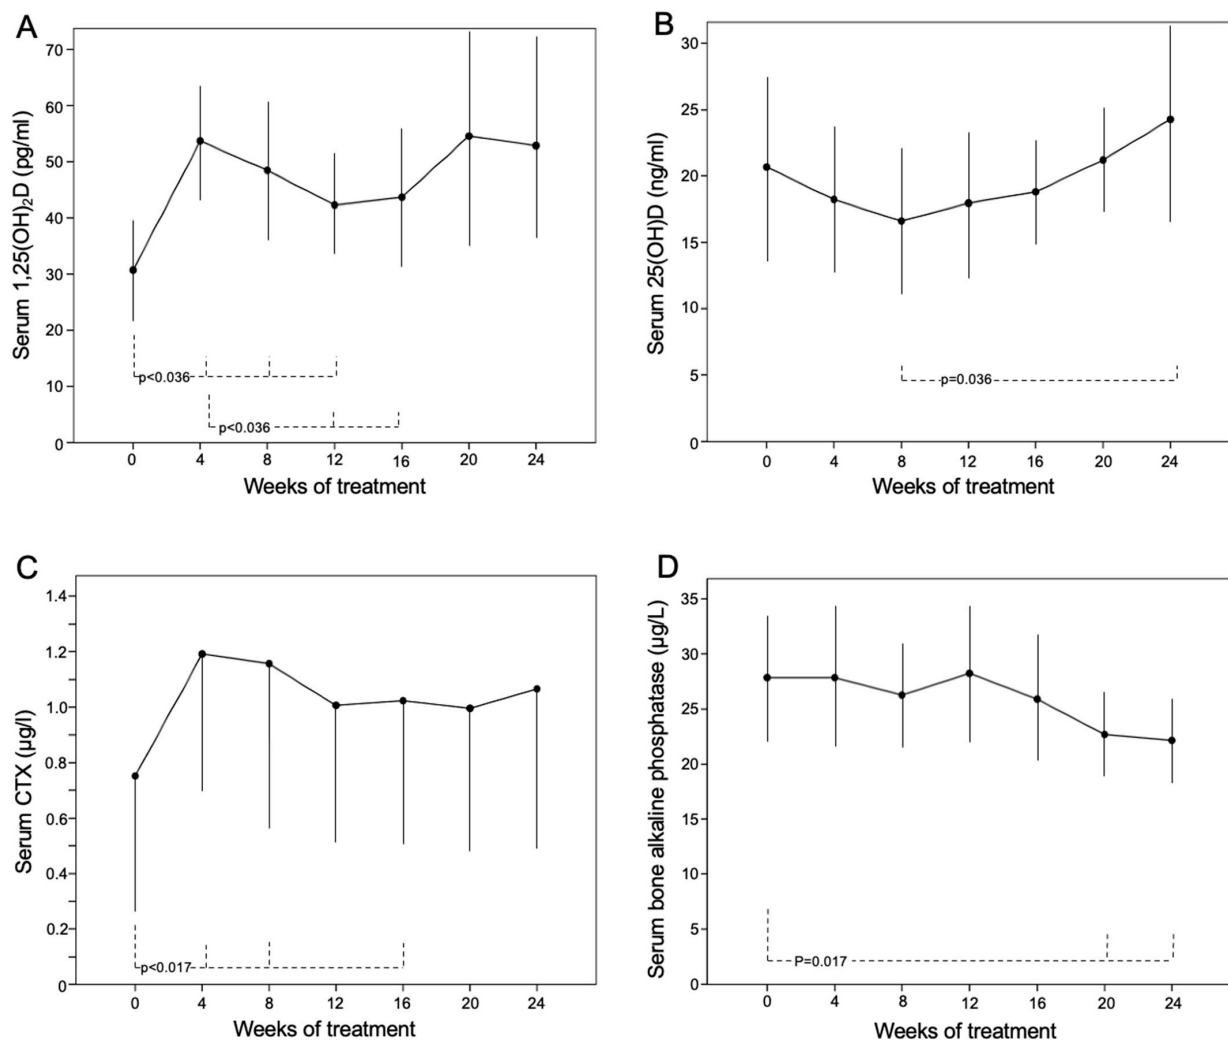 A
Serum 1,25(OH)₂D (pg/ml)
70
60
50
40
30
20
10
0
p<0.036
p<0.036
0 4 8 12 16 20 24
Weeks of treatment
B
Serum 25(OH)D (ng/ml)
30
25
20
15
10
5
0
p=0.036
0 4 8 12 16 20 24
Weeks of treatment
C
Serum CTX (µg/l)
1.4
1.2
1.0
0.8
0.6
0.4
0.2
0
p<0.017
0 4 8 12 16 20 24
Weeks of treatment
D
Serum bone alkaline phosphatase (µg/L)
35
30
25
20
15
10
5
0
P=0.017
0 4 8 12 16 20 24
Weeks of treatment